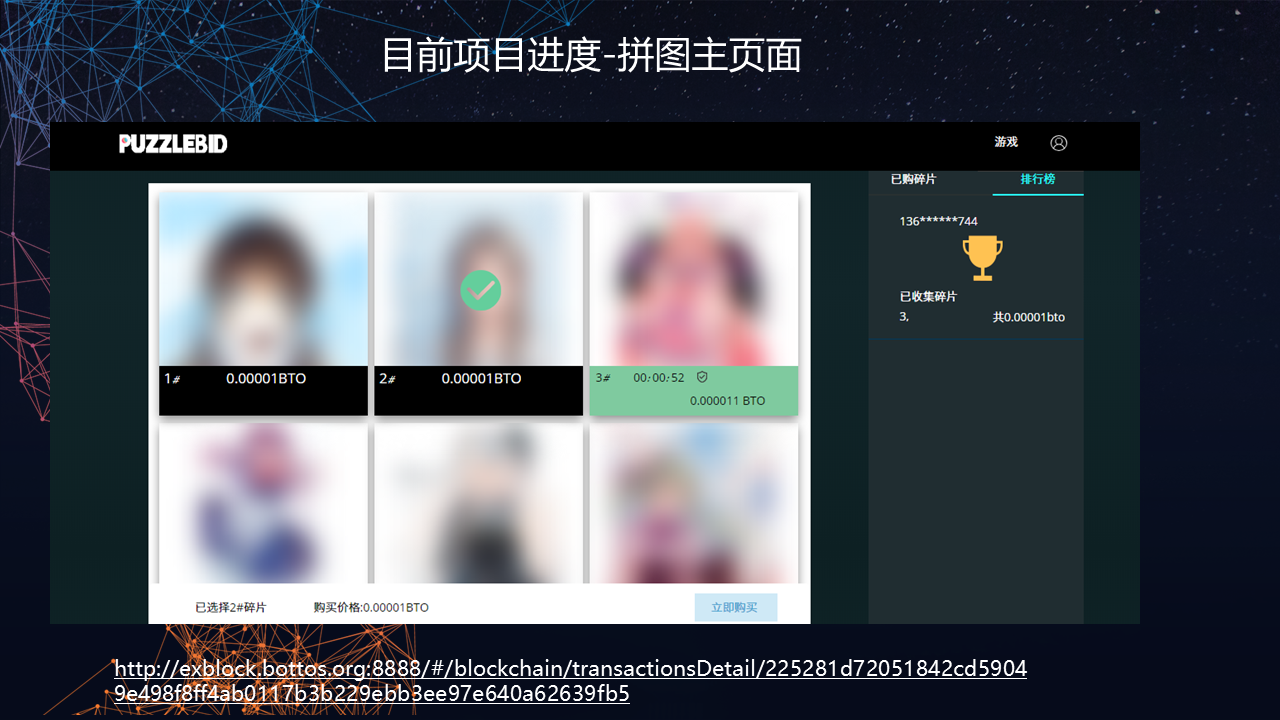 目前项目进度-拼图主页面
PUZZLEBID
游戏
已购碎片
排行榜
136******744
已收集碎片
3,
共0.00001bto
1#
0.00001BTO
2#
0.00001BTO
3#
00:00:52
0.000011 BTO
已选择2#碎片
购买价格:0.00001BTO
立即购买
http://exblock.bottos.org:8888/#/blockchain/transactionsDetail/225281d72051842cd5904
9e498f8ff4ab0117b3b229ebb3ee97e640a62639fb5